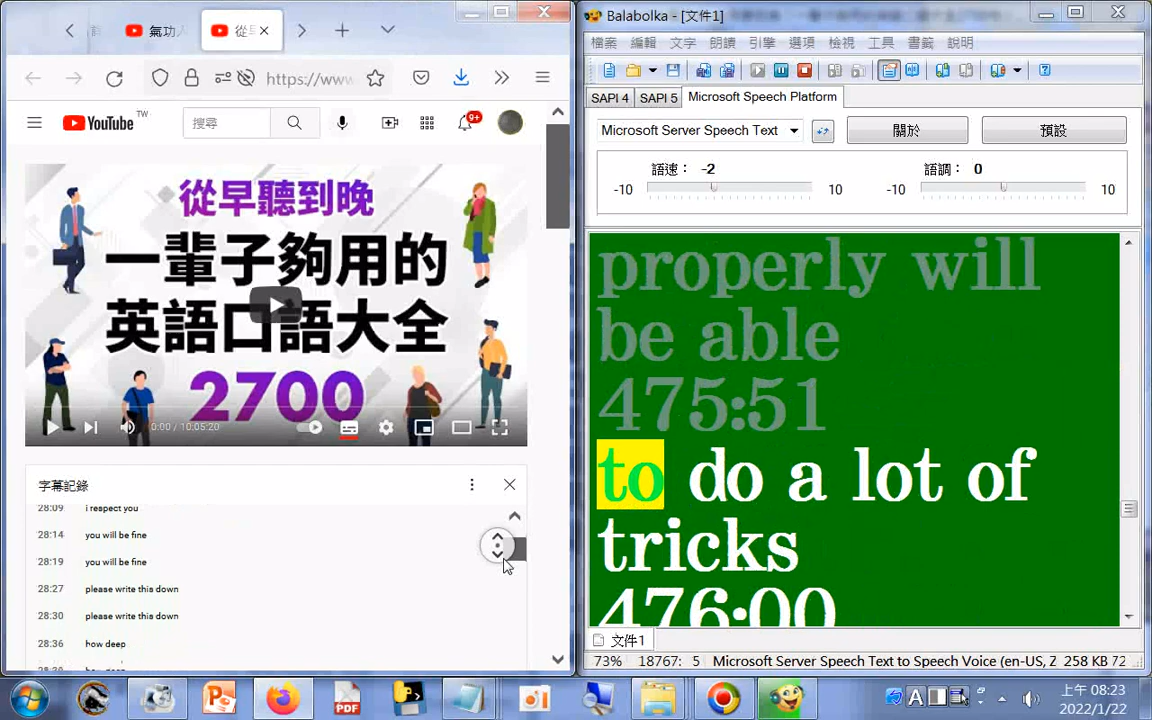 氣功
從
https://www
YouTube TW
搜尋
9+
從早聽到晚
一輩子夠用的
英語口語大全
2700
0:00 / 10:05:20
字幕記錄
28:09 i respect you
28:14 you will be fine
28:19 you will be fine
28:27 please write this down
28:30 please write this down
28:36 how deep
Balabolka - [文件1]
檔案 編輯 文字 朗讀 引擎 選項 檢視 工具 書籤 說明
SAPI 4 SAPI 5 Microsoft Speech Platform
Microsoft Server Speech Text 關於 預設
語速： -2 語調： 0
-10 10 -10 10
properly will
be able
475:51
to do a lot of
tricks
476:00
文件1
73% 18767: 5 Microsoft Server Speech Text to Speech Voice (en-US, Z 258 KB 72
PDF
A
上午 08:23
2022/1/22